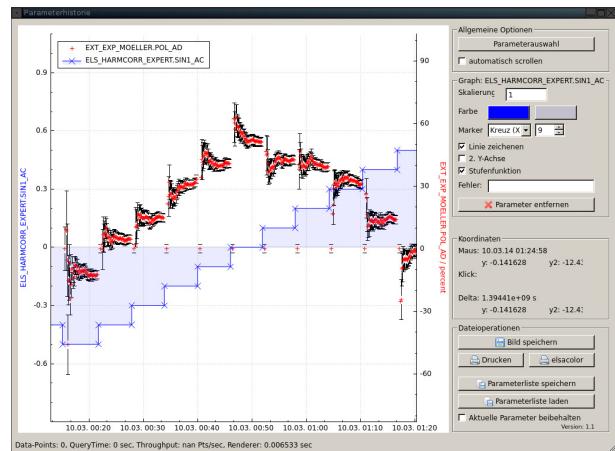 Parameterhistorie
EXT_EXP_MOELLER.POL_AD
ELS_HARMCORR_EXPERT.SIN1_AC
0.9
0.6
0.3
0
-0.3
-0.6
90
60
30
0
-30
-60
ELS_HARMCORR_EXPERT.SIN1_AC
EXT_EXP_MOELLER.POL_AD / percent
10.03. 00:20
10.03. 00:30
10.03. 00:40
10.03. 00:50
10.03. 01:00
10.03. 01:10
10.03. 01:20
Data-Points: 0, QueryTime: 0 sec, Throughput: nan Pts/sec, Renderer: 0.006533 sec
Allgemeine Optionen
Parameterauswahl
automatisch scrollen
Graph: ELS_HARMCORR_EXPERT.SIN1_AC
Skalierung 1
Farbe
Marker Kreuz (X 9
Linie zeichenen
2. Y-Achse
Stufenfunktion
Fehler:
Parameter entfernen
Koordinaten
Maus: 10.03.14 01:24:58
y: -0.141628 y2: -12.4
Klick:
Delta: 1.39441e+09 s
y: -0.141628 y2: -12.4
Dateioperationen
Bild speichern
Drucken elsacolor
Parameterliste speichern
Parameterliste laden
Aktuelle Parameter beibehalten
Version: 1.1